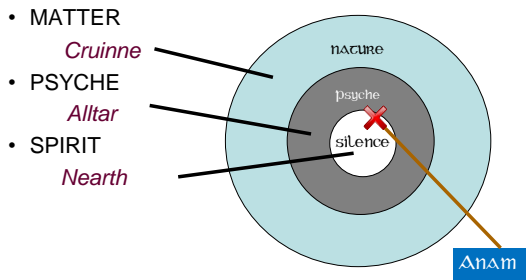 • MATTER
Cruinne
• PSYCHE
Alltar
• SPIRIT
Nearth
nature
psyche
silence
Anam